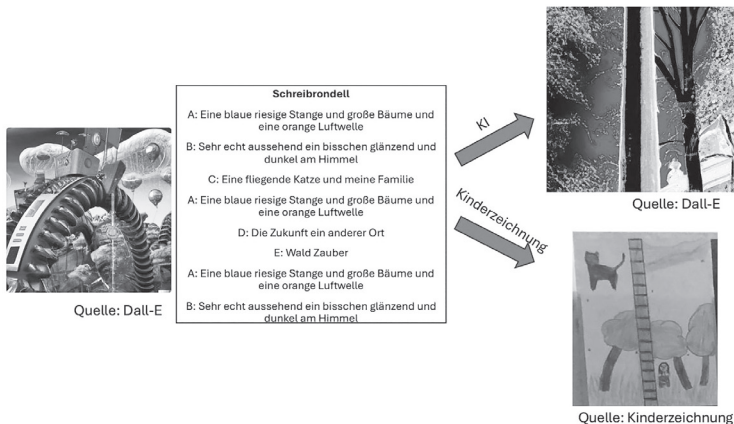 Schreibrondell
A: Eine blaue riesige Stange und große Bäume und
eine orange Luftwelle
B: Sehr echt aussehend ein bisschen glänzend und
dunkel am Himmel
C: Eine fliegende Katze und meine Familie
A: Eine blaue riesige Stange und große Bäume und
eine orange Luftwelle
D: Die Zukunft ein anderer Ort
E: Wald Zauber
A: Eine blaue riesige Stange und große Bäume und
eine orange Luftwelle
B: Sehr echt aussehend ein bisschen glänzend und
dunkel am Himmel
Quelle: Dall-E
KI
Kinderzeichnung
Quelle: Dall-E
Quelle: Kinderzeichnung